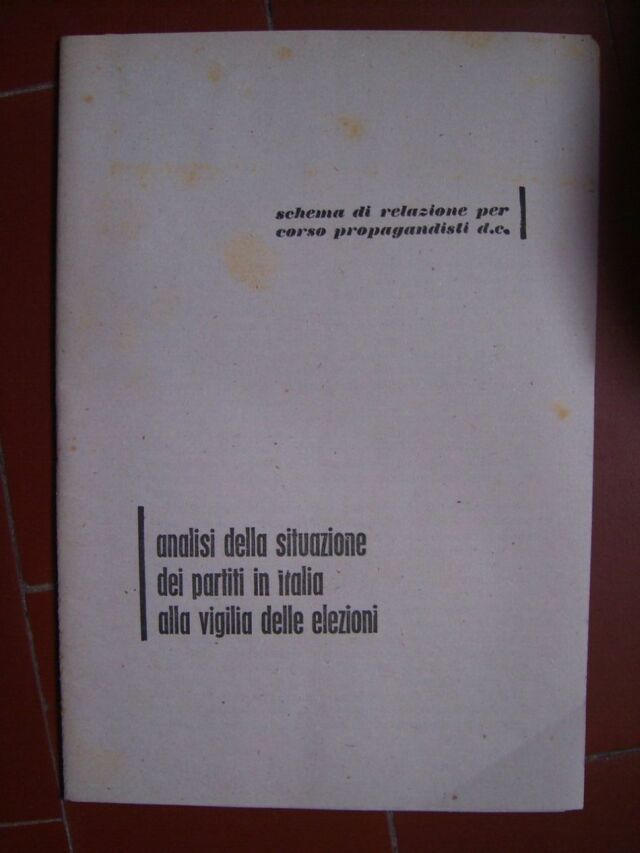 schema di relazione per
corso propagandisti d.c.
analisi della situazione
dei partiti in italia
alla vigilia delle elezioni